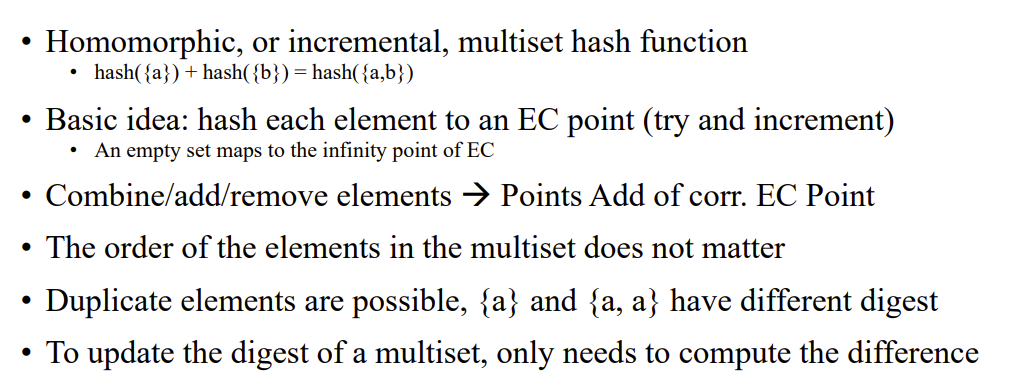 • Homomorphic, or incremental, multiset hash function
• hash({a}) + hash({b}) = hash({a,b})
• Basic idea: hash each element to an EC point (try and increment)
• An empty set maps to the infinity point of EC
• Combine/add/remove elements → Points Add of corr. EC Point
• The order of the elements in the multiset does not matter
• Duplicate elements are possible, {a} and {a, a} have different digest
• To update the digest of a multiset, only needs to compute the difference